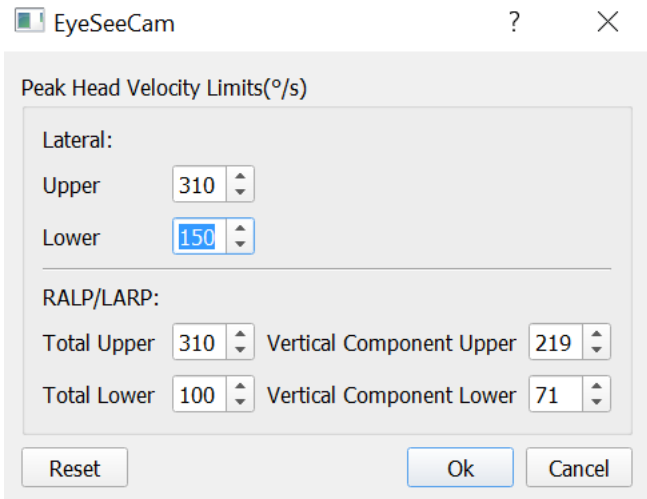 EyeSeeCam
Peak Head Velocity Limits(°/s)
Lateral:
Upper 310
Lower 150
RALP/LARP:
Total Upper 310 Vertical Component Upper 219
Total Lower 100 Vertical Component Lower 71
Reset Ok Cancel